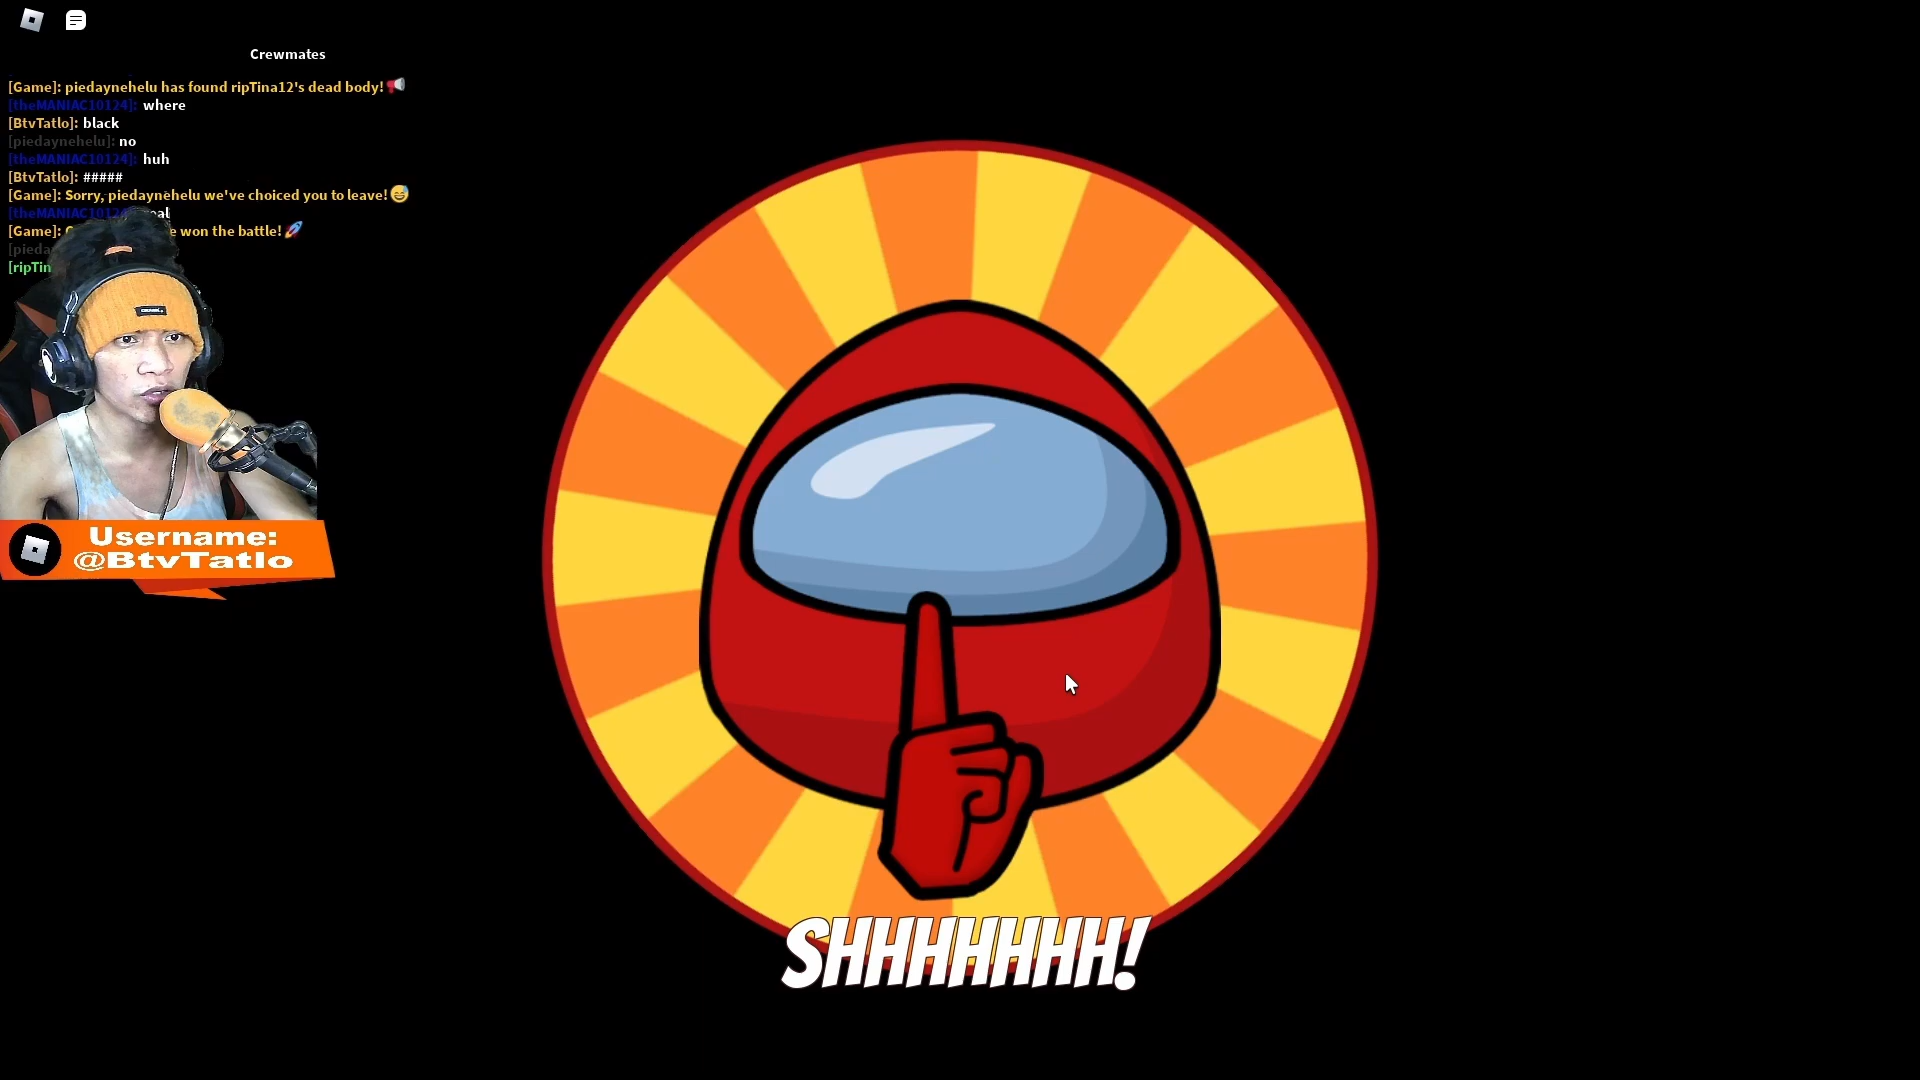 Crewmates
[Game]: piedaynehelu has found ripTina12's dead body!
[theMANIAC10124]: where
[BtvTatlo]: black
[piedaynehelu]: no
[theMANIAC10124]: huh
[BtvTatlo]: #####
[Game]: Sorry, piedaynehelu we've choiced you to leave!
[Game]: won the battle!
Username:
@BtvTatlo
SHHHHHHH!